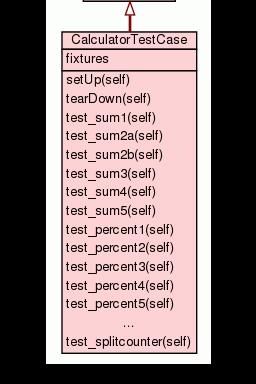 CalculatorTestCase
fixtures
setUp(self)
tearDown(self)
test_sum1(self)
test_sum2a(self)
test_sum2b(self)
test_sum3(self)
test_sum4(self)
test_sum5(self)
test_percent1(self)
test_percent2(self)
test_percent3(self)
test_percent4(self)
test_percent5(self)
...
test_splitcounter(self)